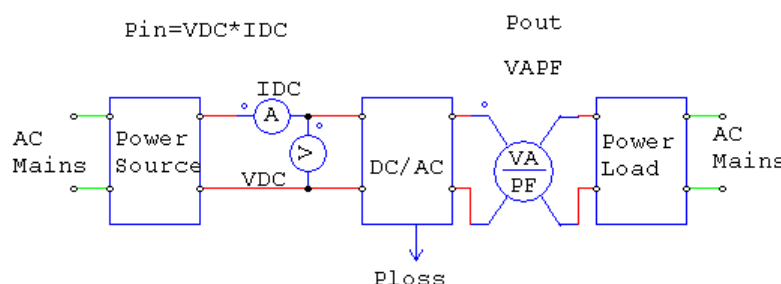 Pin=VDC*IDC
Pout
VAPF
IDC
A
V
VDC
AC
Mains
Power
Source
DC/AC
VA
PF
Power
Load
AC
Mains
Ploss